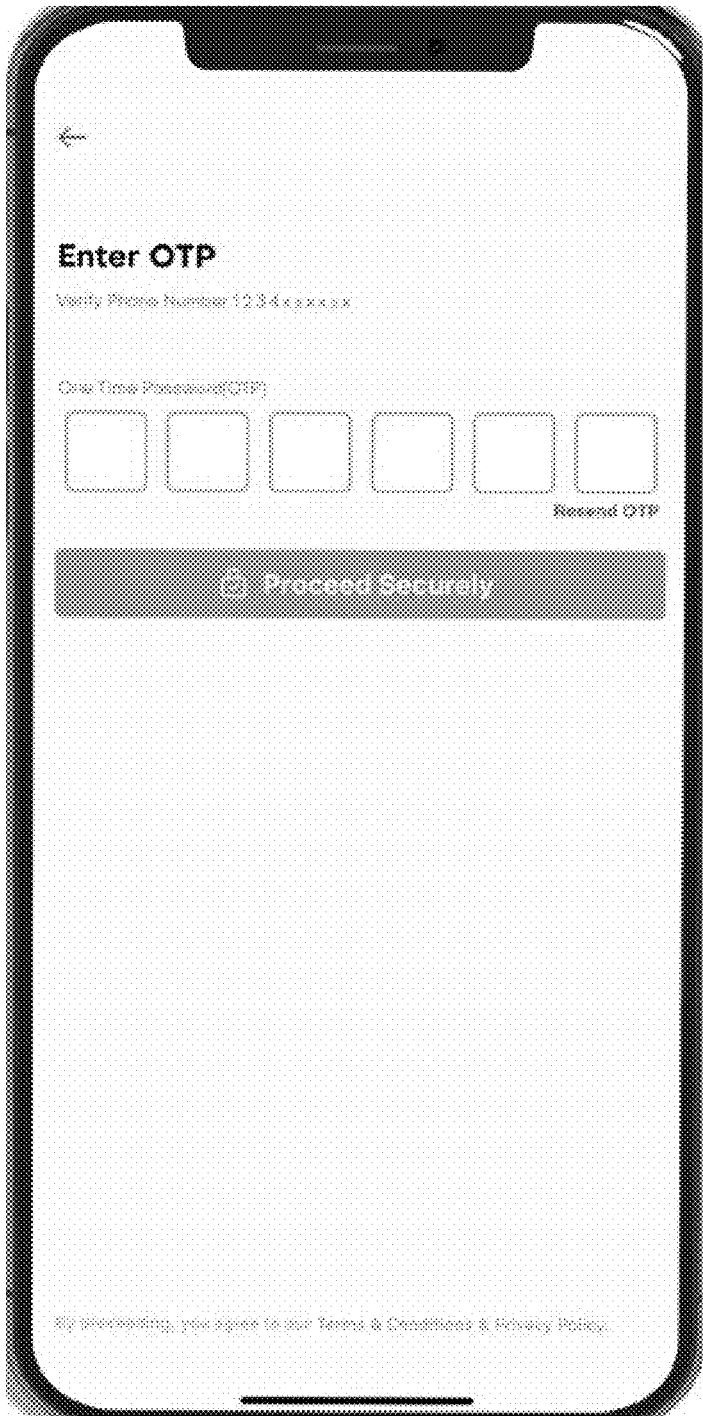 Enter OTP
Verify Phone Number 1234xxxxxx
One Time Password(OTP)
Resend OTP
Proceed Securely
By proceeding, you agree to our Terms & Conditions & Privacy Policy.